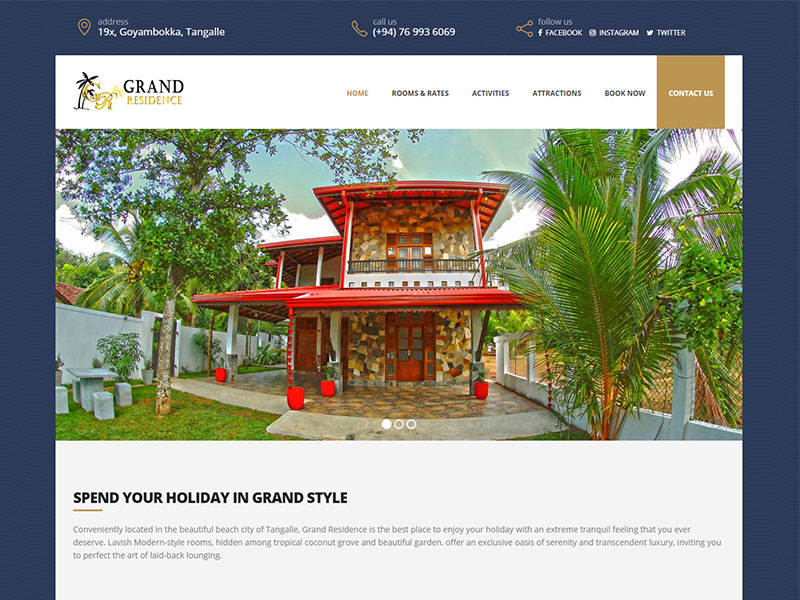 address
19x, Goyambokka, Tangalle
call us
(+94) 76 993 6069
follow us
FACEBOOK INSTAGRAM TWITTER
GRAND
RESIDENCE
HOME ROOMS & RATES ACTIVITIES ATTRACTIONS BOOK NOW CONTACT US
SPEND YOUR HOLIDAY IN GRAND STYLE
Conveniently located in the beautiful beach city of Tangalle, Grand Residence is the best place to enjoy your holiday with an extreme tranquil feeling that you ever
deserve. Lavish Modern-style rooms, hidden among tropical coconut grove and beautiful garden, offer an exclusive oasis of serenity and transcendent luxury, inviting you
to perfect the art of laid-back lounging.